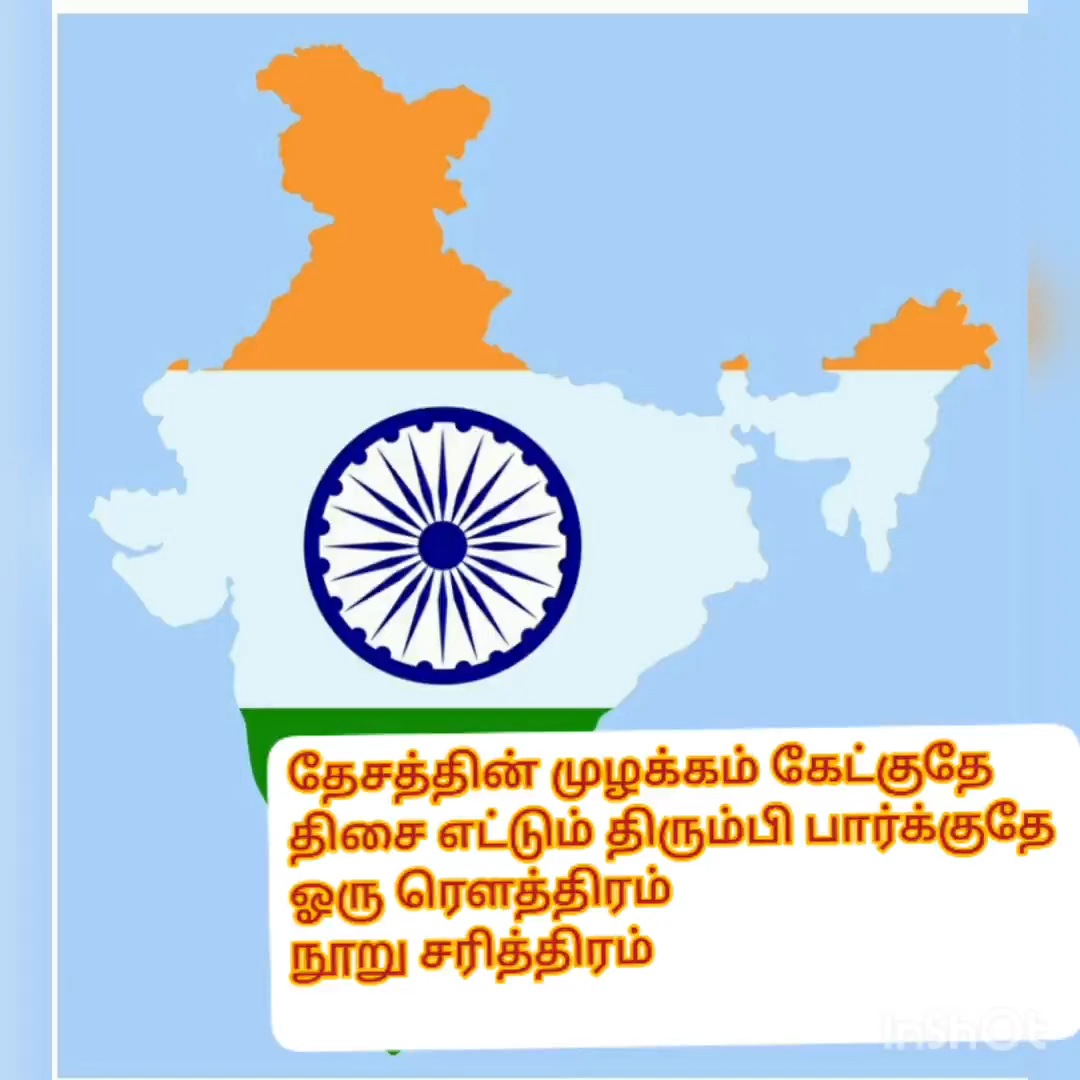 தேசத்தின் முழக்கம் கேட்குதே
திசை எட்டும் திரும்பி பார்க்குதே
ஒரு ரௌத்திரம்
நூறு சரித்திரம்
InShOt